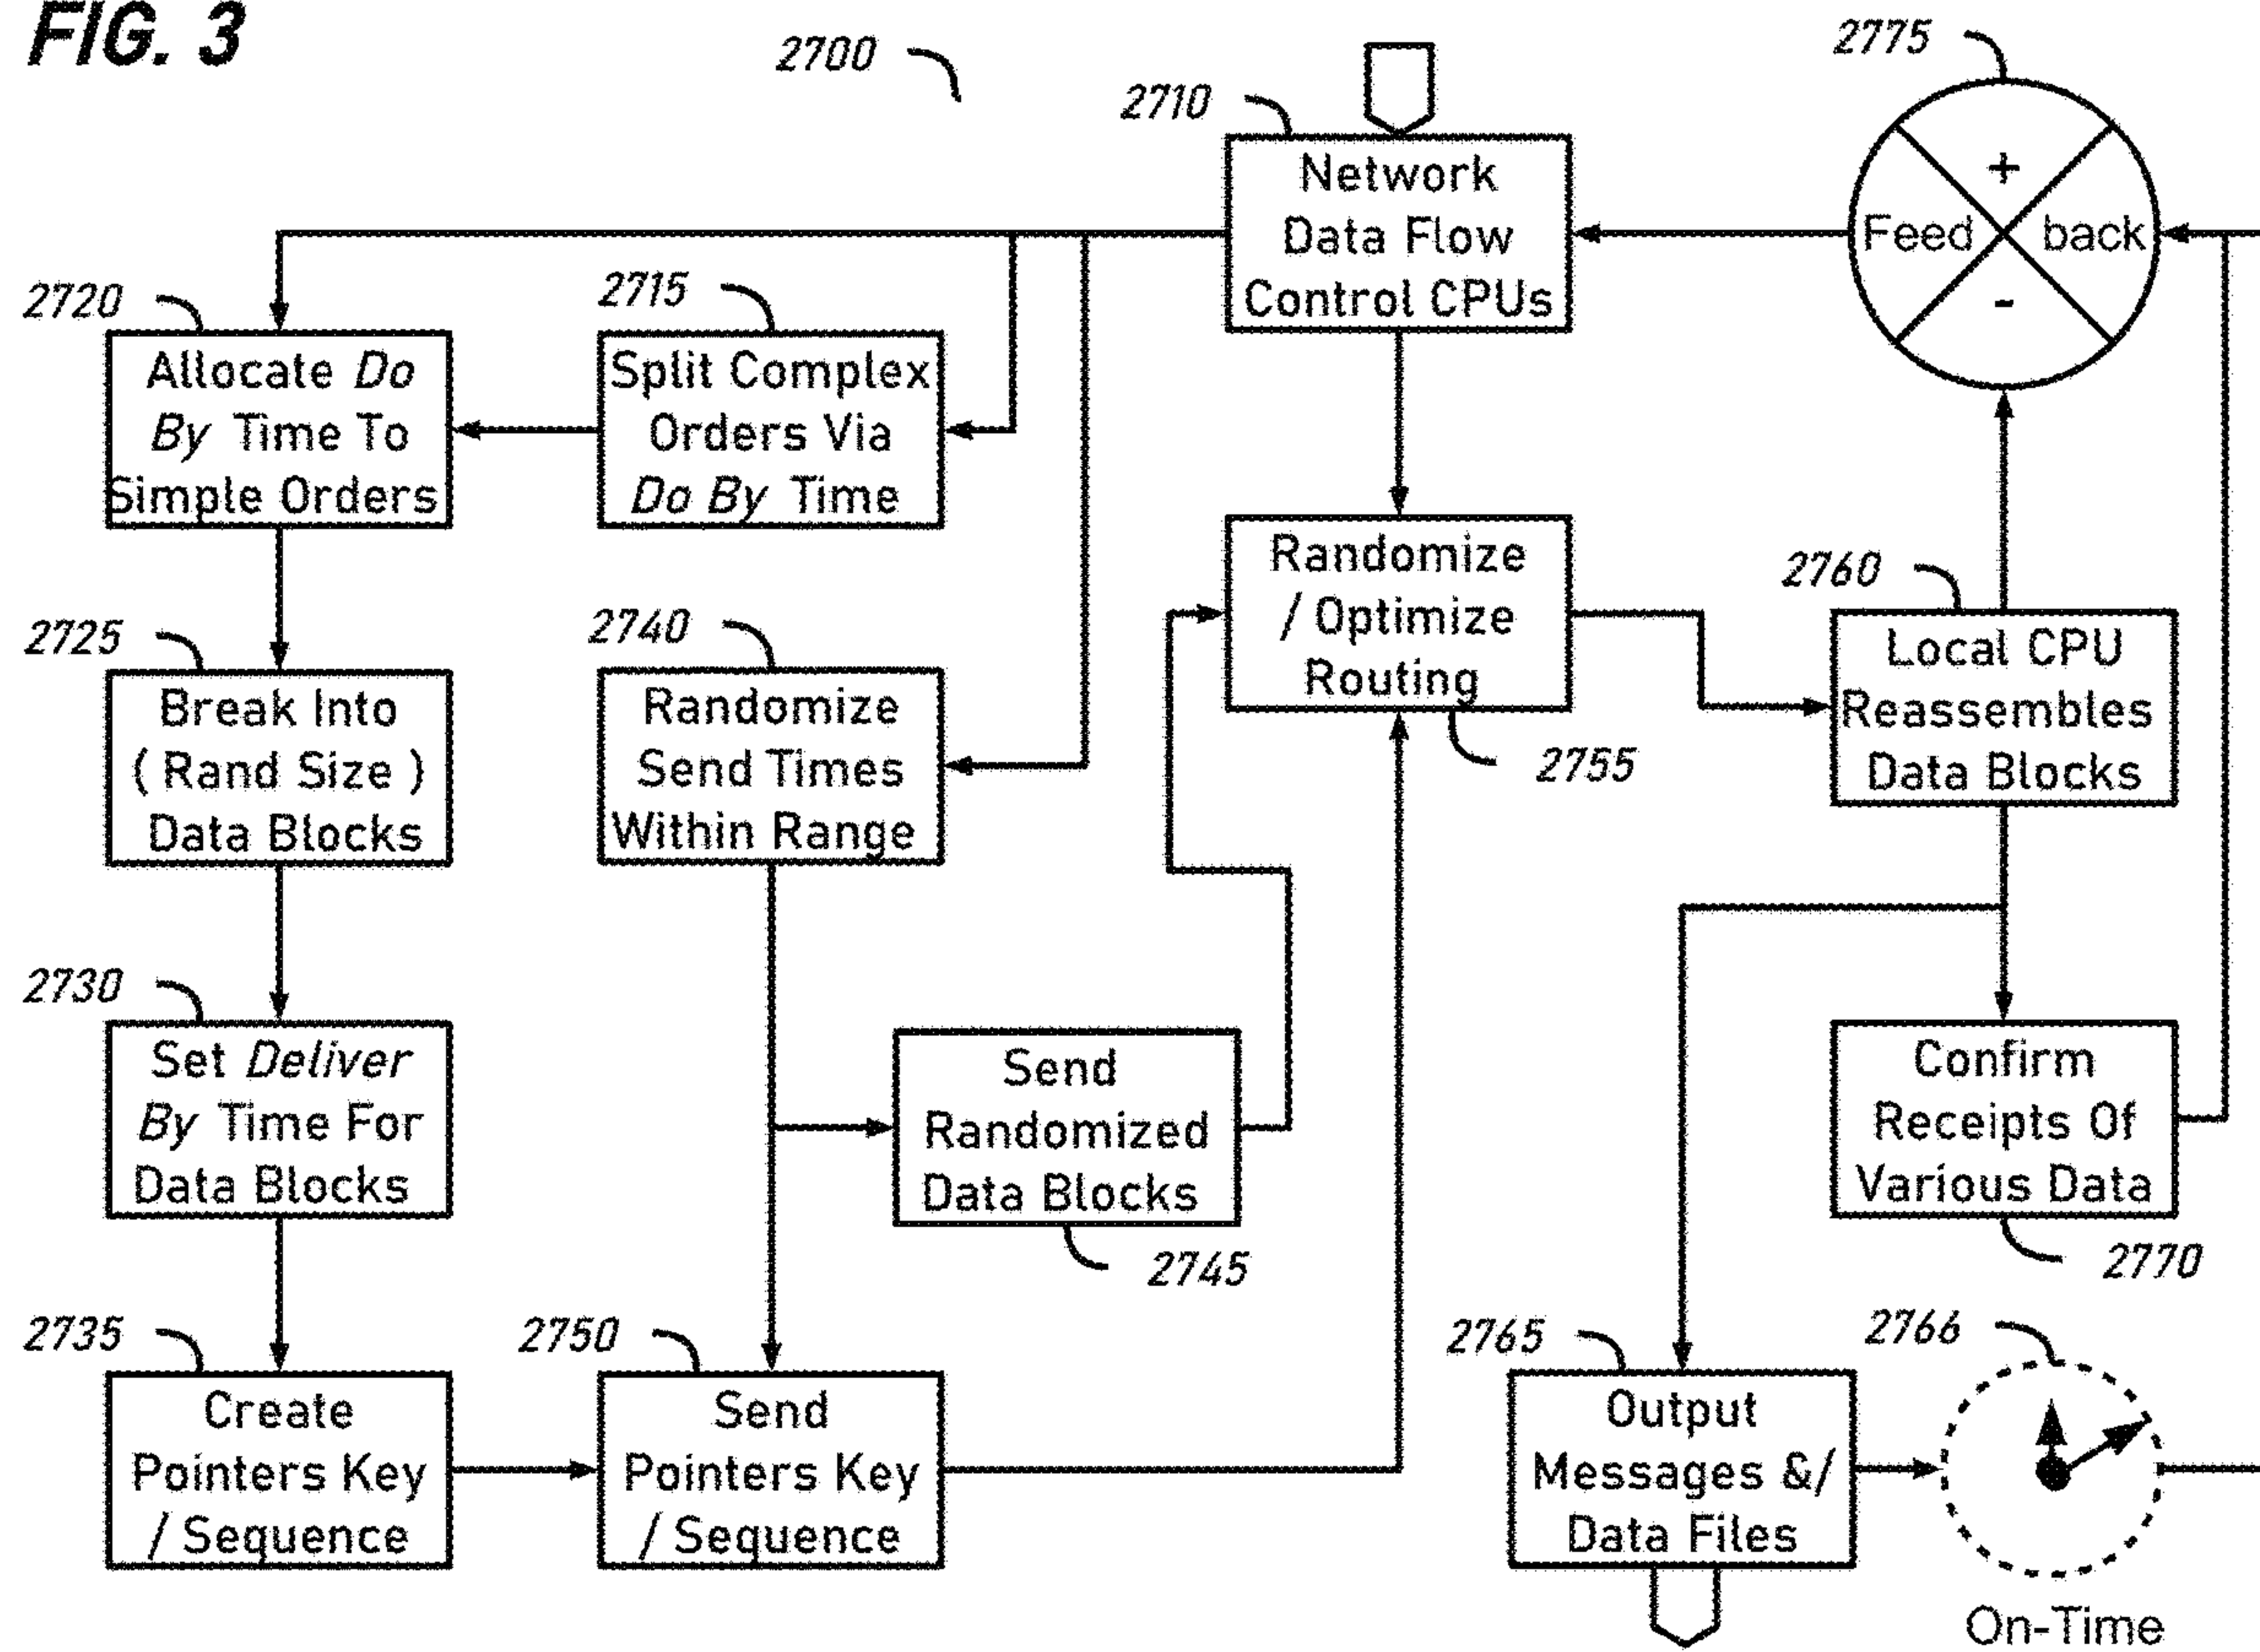 FIG. 3
2700
2710
Network
Data Flow
Control CPUs
2775
+
Feed back
-
2720
Allocate Do
By Time To
Simple Orders
2715
Split Complex
Orders Via
Do By Time
2725
Break Into
( Rand Size )
Data Blocks
2740
Randomize
Send Times
Within Range
Randomize
/ Optimize
Routing
2755
2760
Local CPU
Reassembles
Data Blocks
2730
Set Deliver
By Time For
Data Blocks
Send
Randomized
Data Blocks
2745
Confirm
Receipts Of
Various Data
2770
2735
Create
Pointers Key
/ Sequence
2750
Send
Pointers Key
/ Sequence
2765
Output
Messages &/
Data Files
2766
On-Time